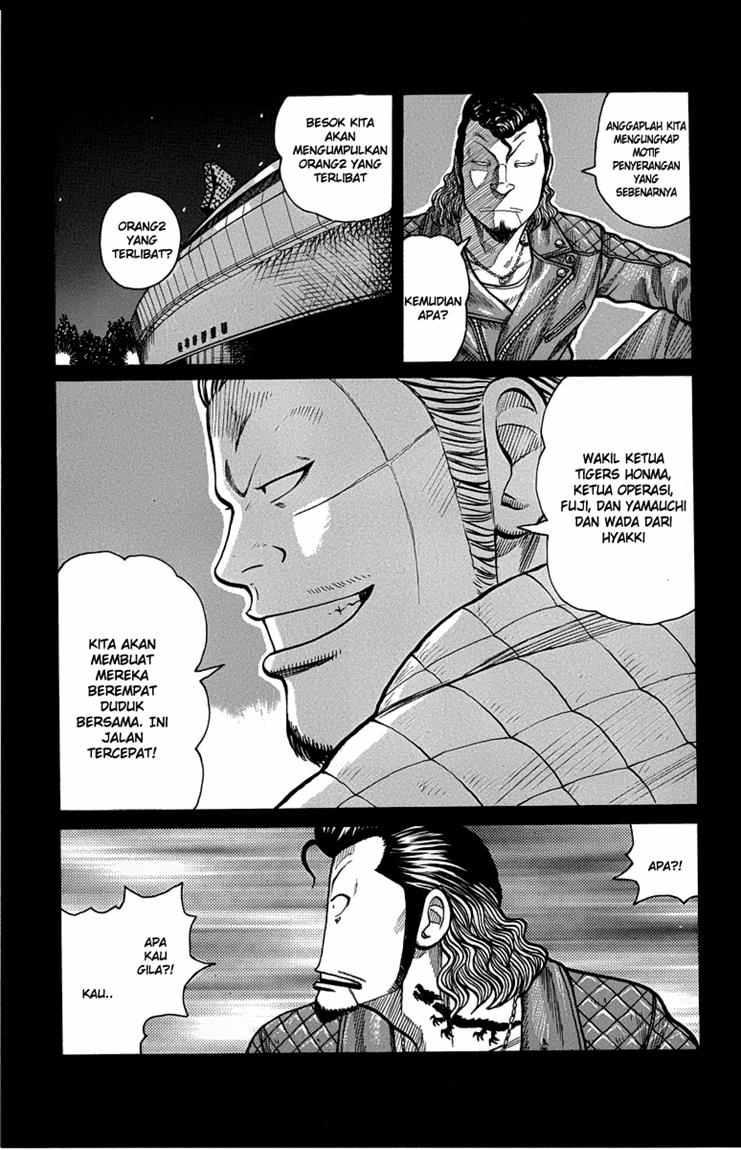 ANGGAPLAH KITA
MENGUNGKAP
MOTIF
PENYERANGAN
YANG
SEBENARNYA
KEMUDIAN
APA?
BESOK KITA
AKAN
MENGUMPULKAN
ORANG2 YANG
TERLIBAT
ORANG2
YANG
TERLIBAT?
WAKIL KETUA
TIGERS HONMA,
KETUA OPERASI,
FUJI, DAN YAMAUCHI
DAN WADA DARI
HYAKKI
KITA AKAN
MEMBUAT
MEREKA
BEREMPAT
DUDUK
BERSAMA. INI
JALAN
TERCEPAT!
APA?!
APA
KAU
GILA?!
KAU..